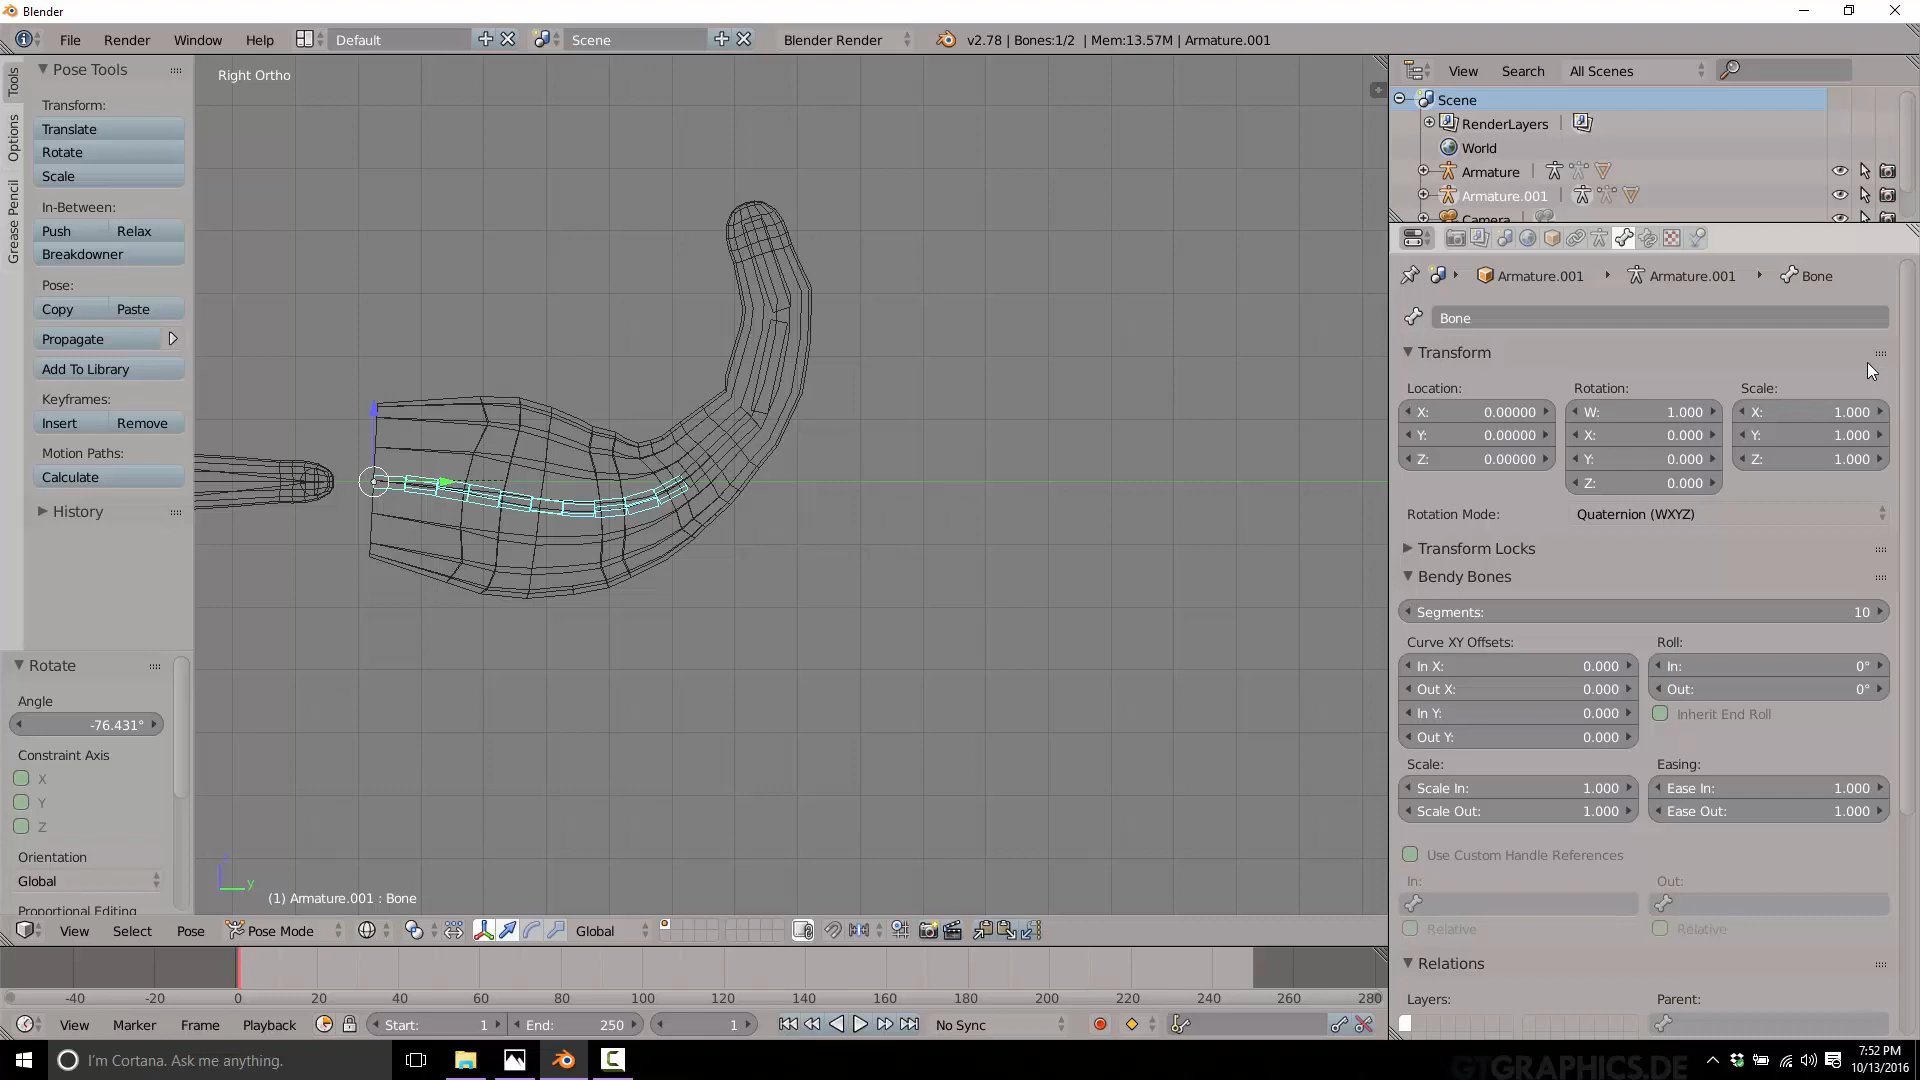 Blender
File Render Window Help Default Scene Blender Render v2.78 | Bones:1/2 | Mem:13.57M | Armature.001
Tools
Options
Grease Pencil
Pose Tools
Transform:
Translate
Rotate
Scale
In-Between:
Push Relax
Breakdowner
Pose:
Copy Paste
Propagate
Add To Library
Keyframes:
Insert Remove
Motion Paths:
Calculate
History
Rotate
Angle
-76.431°
Constraint Axis
X
Y
Z
Orientation
Global
Proportional Editing
Right Ortho
y
(1) Armature.001 : Bone
View Select Pose Pose Mode Global
View Search All Scenes
Scene
RenderLayers |
World
Armature |
Armature.001 |
Camera |
Armature.001 Armature.001 Bone
Bone
Transform
Location: Rotation: Scale:
X: 0.00000 W: 1.000 X: 1.000
Y: 0.00000 X: 0.000 Y: 1.000
Z: 0.00000 Y: 0.000 Z: 1.000
Z: 0.000
Rotation Mode: Quaternion (WXYZ)
Transform Locks
Bendy Bones
Segments: 10
Curve XY Offsets: Roll:
In X: 0.000 In: 0°
Out X: 0.000 Out: 0°
In Y: 0.000 Inherit End Roll
Out Y: 0.000
Scale: Easing:
Scale In: 1.000 Ease In: 1.000
Scale Out: 1.000 Ease Out: 1.000
Use Custom Handle References
In: Out:
Relative Relative
Relations
Layers: Parent:
-40 -20 0 20 40 60 80 100 120 140 160 180 200 220 240 260 280
View Marker Frame Playback Start: 1 End: 250 1 No Sync
I'm Cortana. Ask me anything.
GTGRAPHICS.DE
7:52 PM
10/13/2016